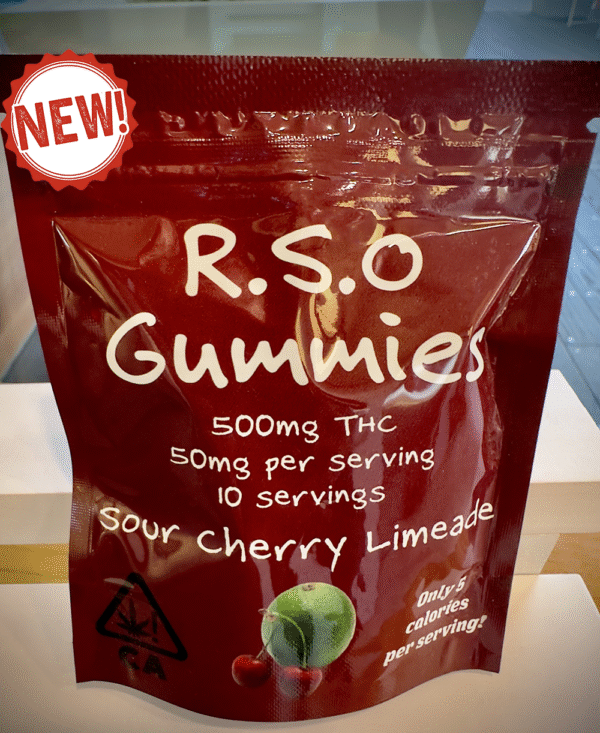 NEW!
R.S.O
Gummies
500mg THC
50mg per serving
10 servings
Sour Cherry Limeade
Only 5
calories
per serving!
!
CA